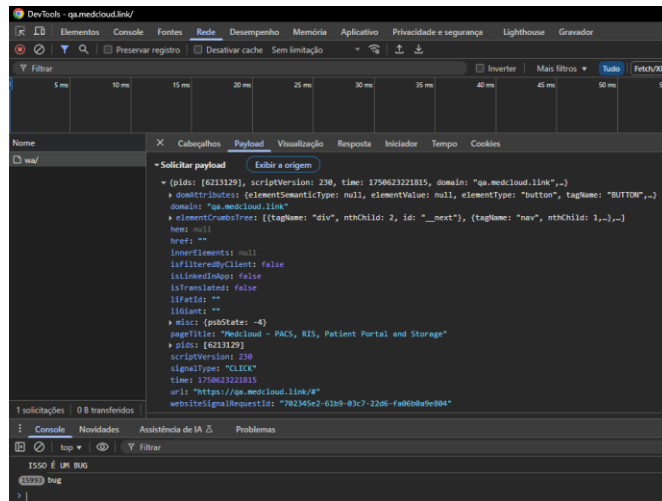 DevTools - qa.medcloud.link/
Elementos Console Fontes Rede Desempenho Memória Aplicativo Privacidade e segurança Lighthouse Gravador
Preservar registro Desativar cache Sem limitação
Filtrar Inverter Mais filtros Tudo Fetch/X
5 ms 10 ms 15 ms 20 ms 25 ms 30 ms 35 ms 40 ms 45 ms 50 ms
Nome Cabeçalhos Payload Visualização Resposta Iniciador Tempo Cookies
wa/
Solicitar payload Exibir a origem
{pids: [6213129], scriptVersion: 230, time: 1750623221815, domain: "qa.medcloud.link",…}
domAttributes: {elementSemanticType: null, elementValue: null, elementType: "button", tagName: "BUTTON",…}
domain: "qa.medcloud.link"
elementCrumbsTree: [{tagName: "div", nthChild: 2, id: "__next"}, {tagName: "nav", nthChild: 1,…},…]
hem: null
href: ""
innerElements: null
isFilteredByClient: false
isLinkedInApp: false
isTranslated: false
liFatId: ""
liGiant: ""
misc: {psbState: -4}
pageTitle: "Medcloud - PACS, RIS, Patient Portal and Storage"
pids: [6213129]
scriptVersion: 230
signalType: "CLICK"
time: 1750623221815
url: "https://qa.medcloud.link/#"
websiteSignalRequestId: "702345e2-61b9-03c7-22d6-fa06b0a9e804"
1 solicitações 0 B transferidos
Console Novidades Assistência de IA Problemas
top Filtrar
ISSO É UM BUG
15993 bug